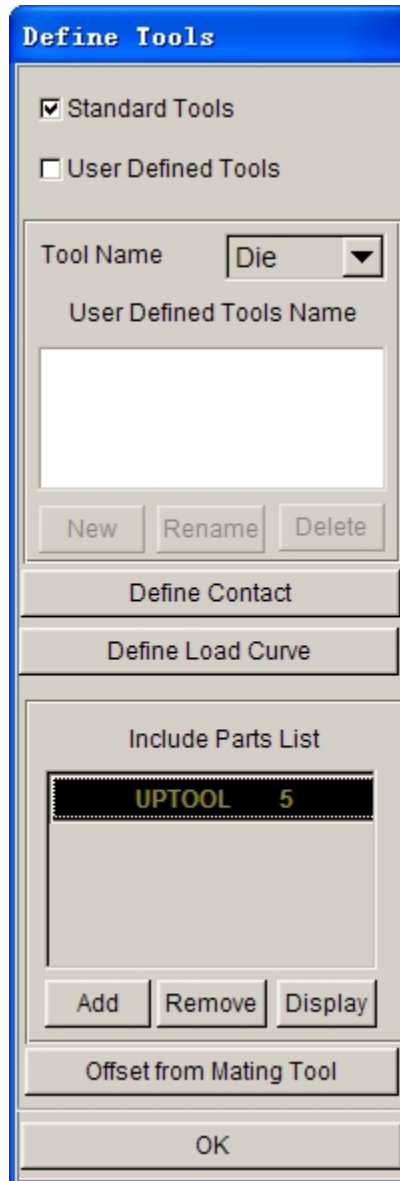 Define Tools
Standard Tools
User Defined Tools
Tool Name Die
User Defined Tools Name
New Rename Delete
Define Contact
Define Load Curve
Include Parts List
UPTOOL 5
Add Remove Display
Offset from Mating Tool
OK